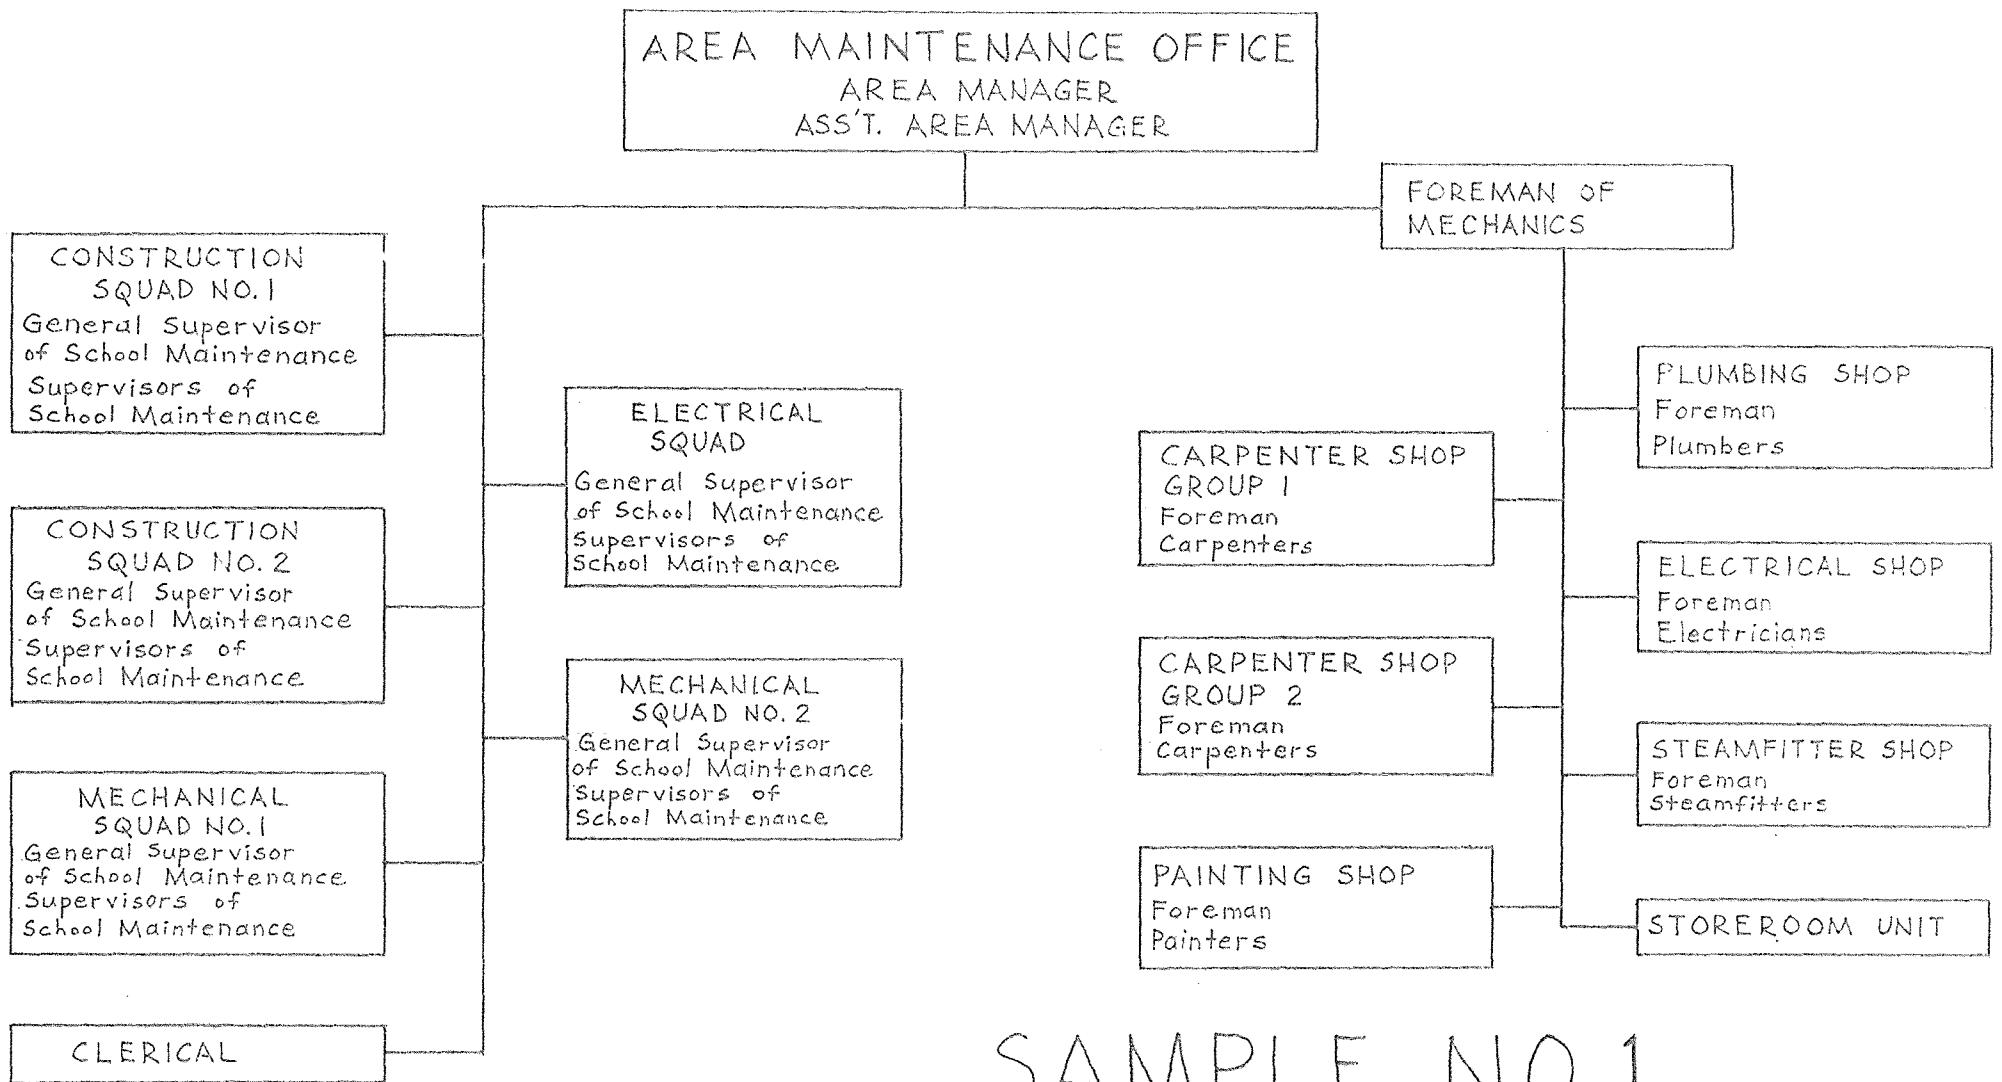 AREA MAINTENANCE OFFICE
AREA MANAGER
ASS'T. AREA MANAGER
FOREMAN OF
MECHANICS
CONSTRUCTION
SQUAD NO. 1
General Supervisor
of School Maintenance
Supervisors of
School Maintenance
CONSTRUCTION
SQUAD NO. 2
General Supervisor
of School Maintenance
Supervisors of
School Maintenance
MECHANICAL
SQUAD NO. 1
General Supervisor
of School Maintenance
Supervisors of
School Maintenance
CLERICAL
ELECTRICAL
SQUAD
General Supervisor
of School Maintenance
Supervisors of
School Maintenance
MECHANICAL
SQUAD NO. 2
General Supervisor
of School Maintenance
Supervisors of
School Maintenance
CARPENTER SHOP
GROUP 1
Foreman
Carpenters
CARPENTER SHOP
GROUP 2
Foreman
Carpenters
PAINTING SHOP
Foreman
Painters
PLUMBING SHOP
Foreman
Plumbers
ELECTRICAL SHOP
Foreman
Electricians
STEAMFITTER SHOP
Foreman
Steamfitters
STOREROOM UNIT
SAMPLE NO. 1